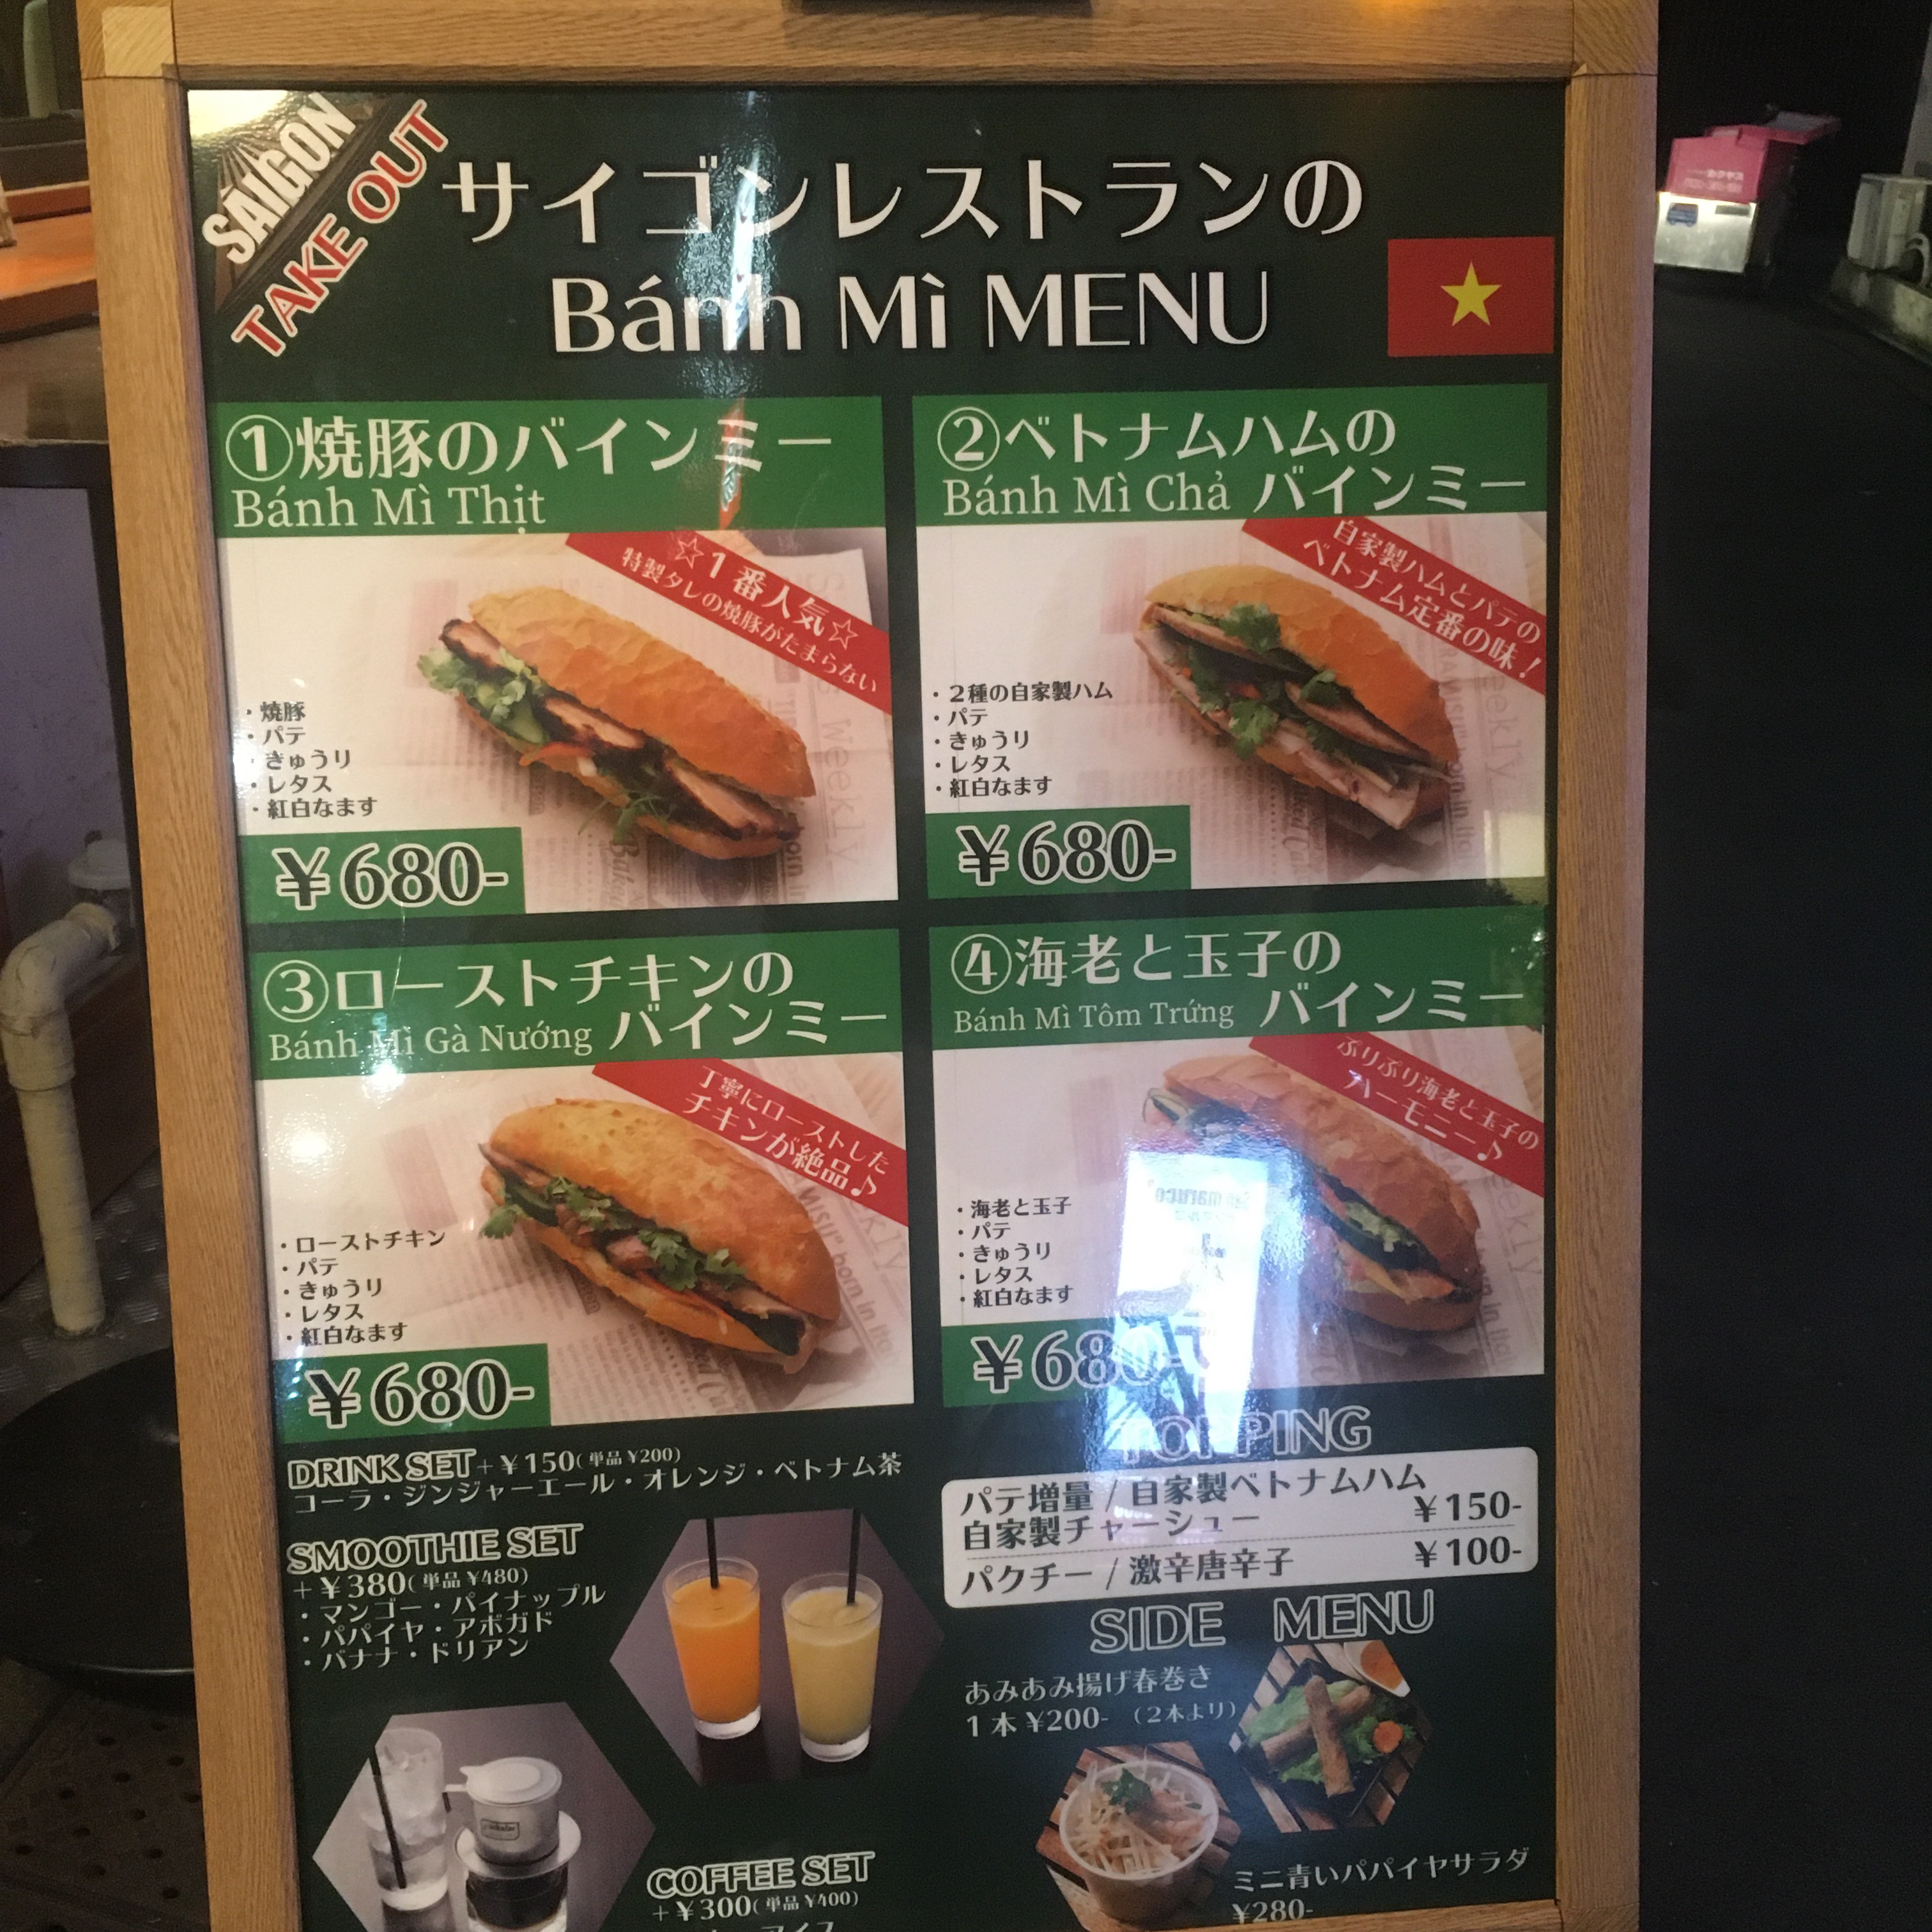 SAIGON
TAKE OUT
サイゴンレストランの
Bánh Mì MENU
①焼豚のバインミー
Bánh Mì Thịt
☆1番人気☆
特製タレの焼豚がたまらない
・焼豚
・パテ
・きゅうり
・レタス
・紅白なます
¥680-
②ベトナムハムの
Bánh Mì Chả バインミー
自家製ハムとパテの
ベトナム定番の味！
・2種の自家製ハム
・パテ
・きゅうり
・レタス
・紅白なます
¥680-
③ローストチキンの
Bánh Mì Gà Nướng バインミー
丁寧にローストした
チキンが絶品♪
・ローストチキン
・パテ
・きゅうり
・レタス
・紅白なます
¥680-
④海老と玉子の
Bánh Mì Tôm Trứng バインミー
ぷりぷり海老と玉子の
ハーモニー♪
・海老と玉子
・パテ
・きゅうり
・レタス
・紅白なます
¥680-
DRINK SET+¥150(単品¥200)
コーラ・ジンジャーエール・オレンジ・ベトナム茶
SMOOTHIE SET
+¥380(単品¥480)
・マンゴー・パイナップル
・パパイヤ・アボガド
・バナナ・ドリアン
COFFEE SET
+¥300(単品¥400)
TOPPING
パテ増量 / 自家製ベトナムハム
自家製チャーシュー ¥150-
パクチー / 激辛唐辛子 ¥100-
SIDE MENU
あみあみ揚げ春巻き
1本¥200- (2本より)
ミニ青いパパイヤサラダ
¥280-